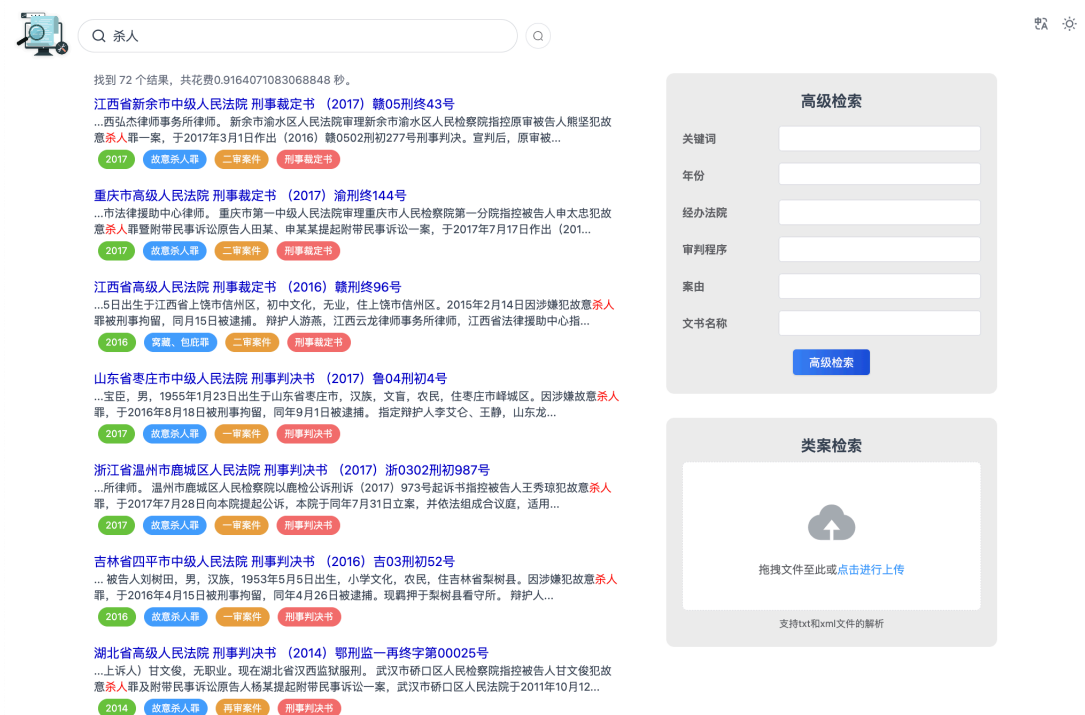 杀人
找到 72 个结果，共花费0.9164071083068848 秒。
江西省新余市中级人民法院 刑事裁定书 （2017）赣05刑终43号
...西弘杰律师事务所律师。 新余市渝水区人民法院审理新余市渝水区人民检察院指控原审被告人熊坚犯故
意杀人罪一案，于2017年3月1日作出（2016）赣0502刑初277号刑事判决。宣判后，原审被...
2017 故意杀人罪 二审案件 刑事裁定书
重庆市高级人民法院 刑事裁定书 （2017）渝刑终144号
...市法律援助中心律师。 重庆市第一中级人民法院审理重庆市人民检察院第一分院指控被告人申太忠犯故
意杀人罪暨附带民事诉讼原告人田某、申某某提起附带民事诉讼一案，于2017年7月17日作出（201...
2017 故意杀人罪 二审案件 刑事裁定书
江西省高级人民法院 刑事裁定书 （2016）赣刑终96号
...5日出生于江西省上饶市信州区，初中文化，无业，住上饶市信州区。2015年2月14日因涉嫌犯故意杀人
罪被刑事拘留，同月15日被逮捕。 辩护人游燕，江西云龙律师事务所律师，江西省法律援助中心指...
2016 窝藏、包庇罪 二审案件 刑事裁定书
山东省枣庄市中级人民法院 刑事判决书 （2017）鲁04刑初4号
...宝臣，男，1955年1月23日出生于山东省枣庄市，汉族，文盲，农民，住枣庄市峄城区。因涉嫌故意杀人
罪，于2016年8月18日被刑事拘留，同年9月1日被逮捕。 指定辩护人李艾仑、王静，山东龙...
2017 故意杀人罪 一审案件 刑事判决书
浙江省温州市鹿城区人民法院 刑事判决书 （2017）浙0302刑初987号
...所律师。 温州市鹿城区人民检察院以鹿检公诉刑诉（2017）973号起诉书指控被告人王秀琼犯故意杀人
罪，于2017年7月28日向本院提起公诉，本院于同年7月31日立案，并依法组成合议庭，适用...
2017 故意杀人罪 一审案件 刑事判决书
吉林省四平市中级人民法院 刑事判决书 （2016）吉03刑初52号
... 被告人刘树田，男，汉族，1953年5月5日出生，小学文化，农民，住吉林省梨树县。因涉嫌犯故意杀人
罪，于2016年4月15日被刑事拘留，同年4月26日被逮捕。现羁押于梨树县看守所。 辩护人...
2016 故意杀人罪 一审案件 刑事判决书
湖北省高级人民法院 刑事判决书 （2014）鄂刑监一再终字第00025号
...上诉人）甘文俊，无职业。现在湖北省汉西监狱服刑。 武汉市硚口区人民检察院指控被告人甘文俊犯故
意杀人罪及附带民事诉讼原告人杨某提起附带民事诉讼一案，武汉市硚口区人民法院于2011年10月12...
2014 故意杀人罪 再审案件 刑事判决书
高级检索
关键词
年份
经办法院
审判程序
案由
文书名称
高级检索
类案检索
拖拽文件至此或点击进行上传
支持txt和xml文件的解析